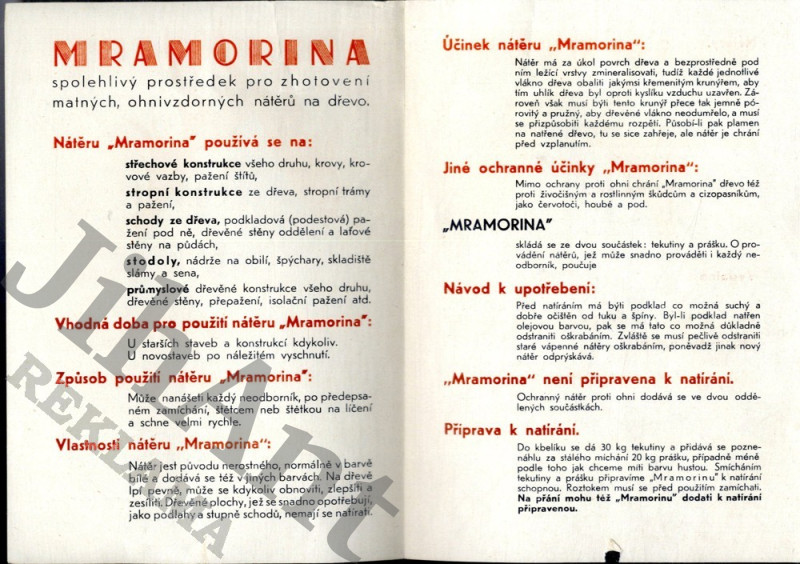 MRAMORINA
spolehlivý prostředek pro zhotovení
matných, ohnivzdorných nátěrů na dřevo.
Nátěru „Mramorina" používá se na:
střechové konstrukce všeho druhu, krovy, kro-
vové vazby, pažení štítů,
stropní konstrukce ze dřeva, stropní trámy
a pažení,
schody ze dřeva, podkladová (podestová) pa-
žení pod ně, dřevěné stěny oddělení a laťové
stěny na půdách,
stodoly, nádrže na obilí, špýchary, skladiště
slámy a sena,
průmyslové dřevěné konstrukce všeho druhu,
dřevěné stěny, přepažení, isolační pažení atd.
Vhodná doba pro použití nátěru „Mramorina":
U starších staveb a konstrukcí kdykoliv.
U novostaveb po náležitém vyschnutí.
Způsob použití nátěru „Mramorina":
Může nanášeti každý neodborník, po předepsa-
ném zamíchání, štětcem neb štětkou na líčení
a schne velmi rychle.
Vlastnosti nátěru „Mramorina“:
Nátěr jest původu nerostného, normálně v barvě
bílé a dodává se též v jiných barvách. Na dřevě
lpí pevně, může se kdykoliv obnoviti, zlepšiti a
zesíliti. Dřevěné plochy, jež se snadno opotřebují,
jako podlahy a stupně schodů, nemají se natírati.
Účinek nátěru „Mramorina“:
Nátěr má za úkol povrch dřeva a bezprostředně pod
ním ležící vrstvy zmineralisovati, tudíž každé jednotlivé
vlákno dřeva obaliti jakýmsi křemenitým krunýřem, aby
tím uhlík dřeva byl oproti kyslíku vzduchu uzavřen. Zá-
roveň však musí býti tento krunýř přece tak jemně pó-
rovitý a pružný, aby dřevěné vlákno neodumřelo, a musí
se přizpůsobiti každému rozpětí. Působí-li pak plamen
na natřené dřevo, tu se sice zahřeje, ale nátěr je chrání
před vzplanutím.
Jiné ochranné účinky „Mramorina“:
Mimo ochrany proti ohni chrání „Mramorina" dřevo též
proti živočišným a rostlinným škůdcům a cizopasníkům,
jako červotoči, houbě a pod.
„MRAMORINA"
skládá se ze dvou součástek: tekutiny a prášku. O pro-
vádění nátěrů, jež může snadno prováděti i každý ne-
odborník, poučuje
Návod k upotřebení:
Před natíráním má býti podklad co možná suchý a
dobře očištěn od tuku a špíny. Byl-li podklad natřen
olejovou barvou, pak se má tato co možná důkladně
odstraniti oškrabáním. Zvláště se musí pečlivě odstraniti
staré vápenné nátěry oškrabáním, poněvadž jinak nový
nátěr odprýskává.
„Mramorina“ není připravena k natírání.
Ochranný nátěr proti ohni dodává se ve dvou oddě-
lených součástkách.
Příprava k natírání.
Do kbelíku se dá 30 kg tekutiny a přidává se pozne-
náhlu za stálého míchání 20 kg prášku, případně méně
podle toho jak chceme míti barvu hustou. Smícháním
tekutiny a prášku připravíme „Mramorinu" k natírání
schopnou. Roztokem musí se před použitím zamíchati.
Na přání mohu též „Mramorinu“ dodati k natírání
připravenou.
JihArt
REKLAMA